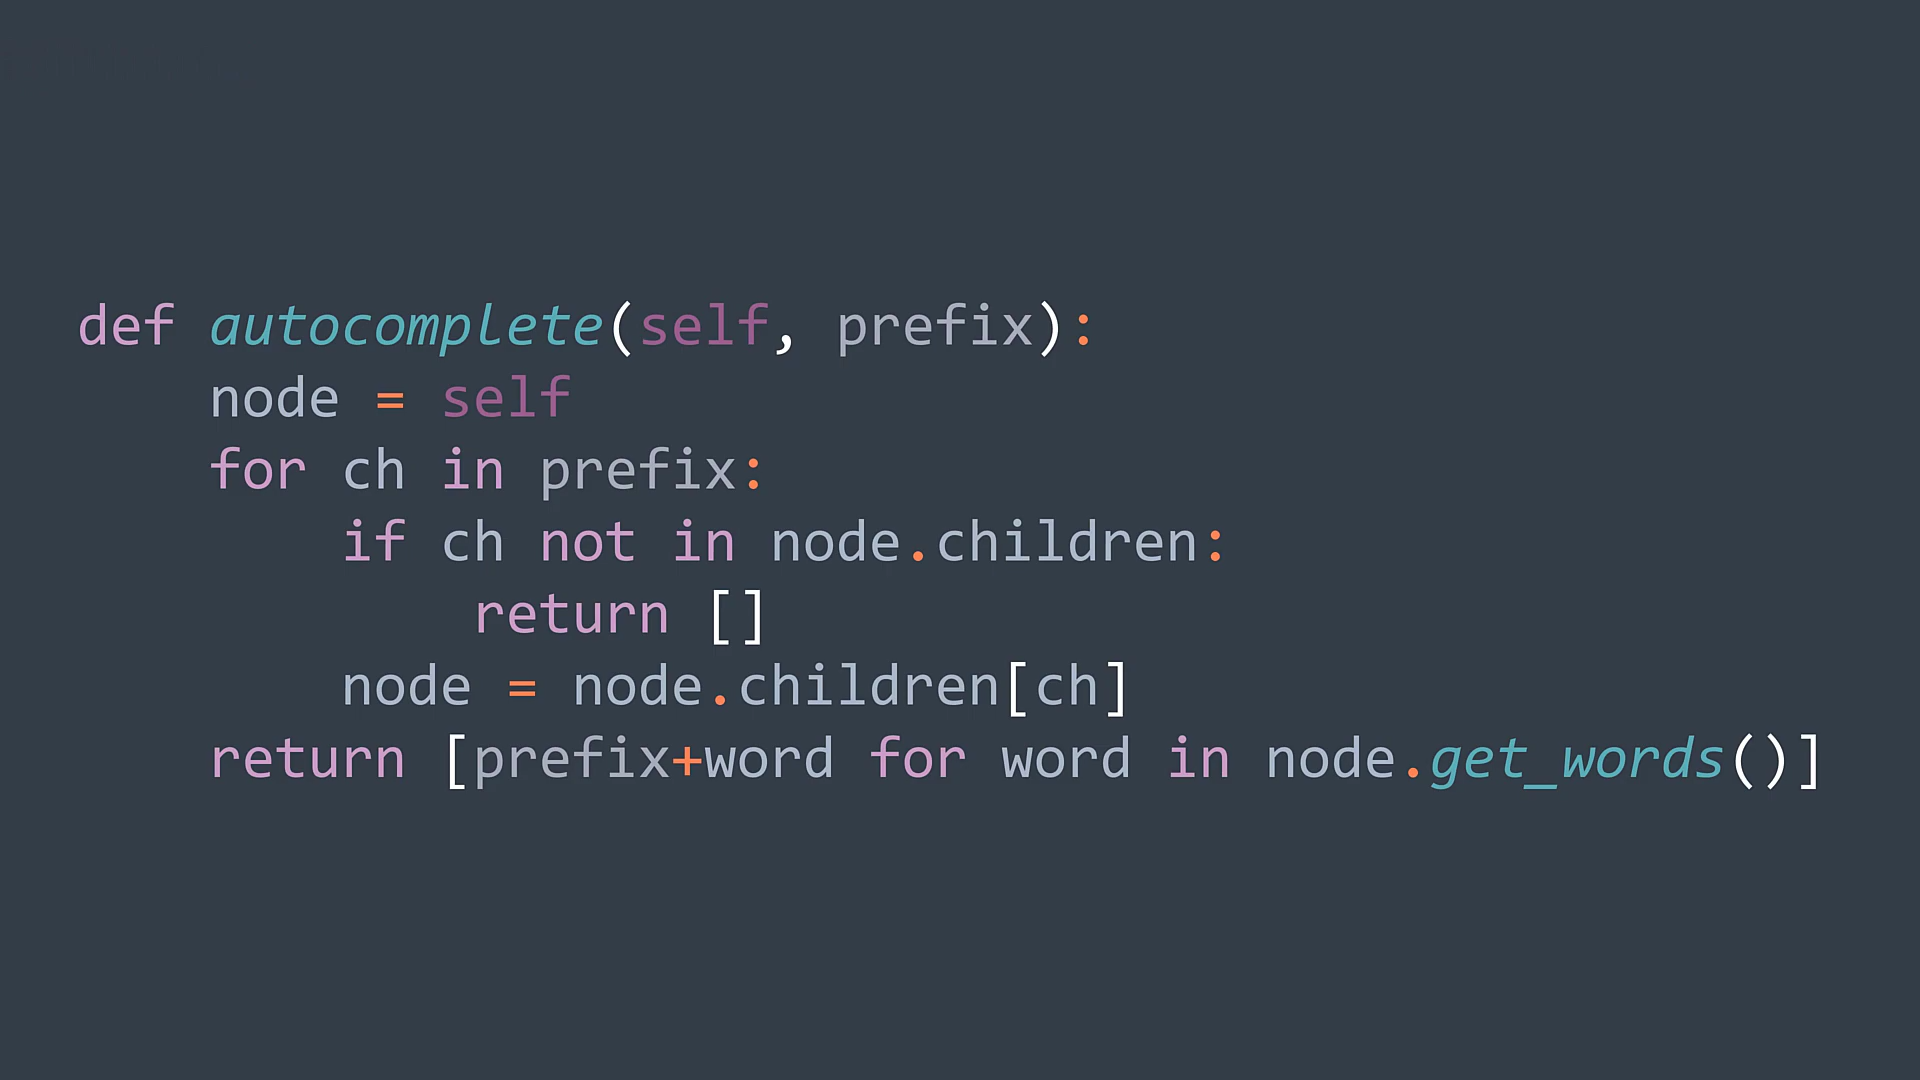 def autocomplete(self, prefix):
    node = self
    for ch in prefix:
        if ch not in node.children:
            return []
        node = node.children[ch]
    return [prefix+word for word in node.get_words()]